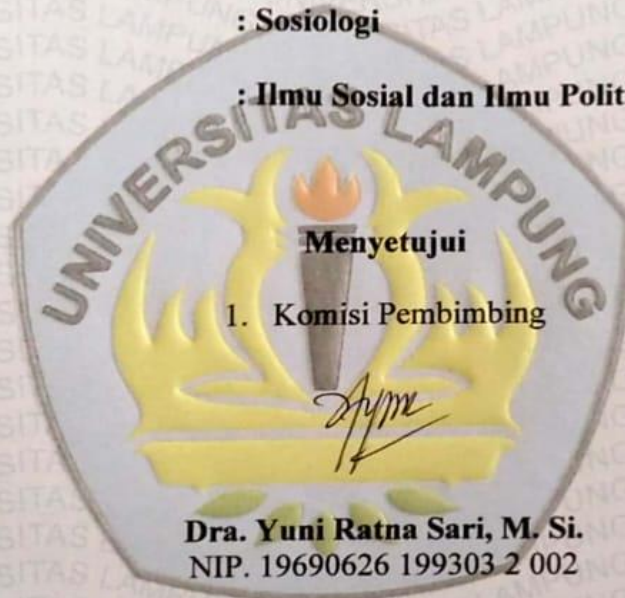 : Sosiologi
: Ilmu Sosial dan Ilmu Polit
UNIVERSITAS LAMPUNG
Menyetujui
1. Komisi Pembimbing
Dra. Yuni Ratna Sari, M. Si.
NIP. 19690626 199303 2 002